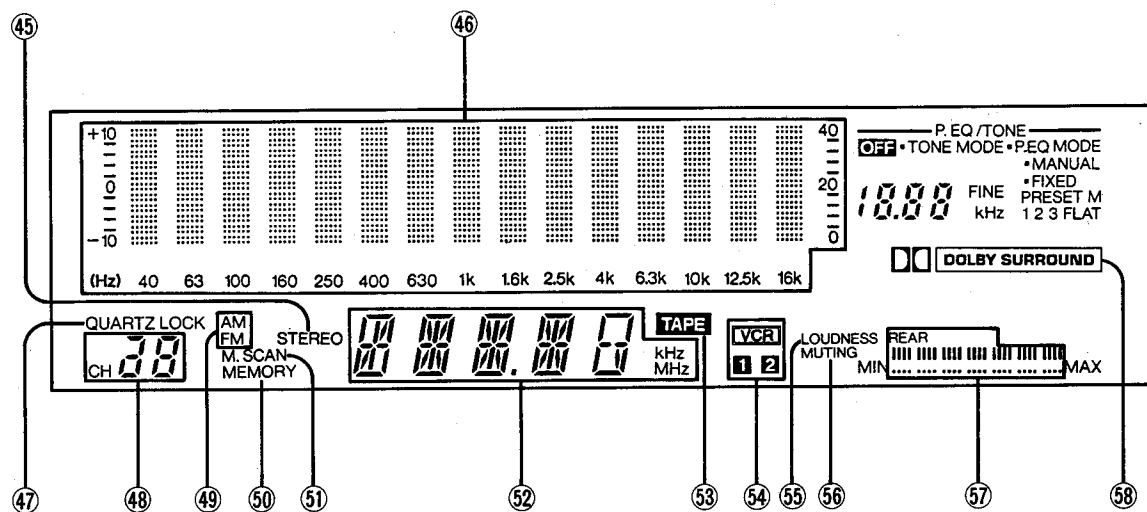 45 46
+10 40 P. EQ /TONE
OFF •TONE MODE •P.EQ MODE
•MANUAL
0 20 •FIXED
18.88 FINE PRESET M
kHz 1 2 3 FLAT
-10 0
(Hz) 40 63 100 160 250 400 630 1k 1.6k 2.5k 4k 6.3k 10k 12.5k 16k
DOLBY SURROUND
QUARTZ LOCK AM STEREO TAPE VCR LOUDNESS REAR
CH 28 FM kHz MUTING
M. SCAN MHz 1 2 MIN MAX
MEMORY
47 48 49 50 51 52 53 54 55 56 57 58